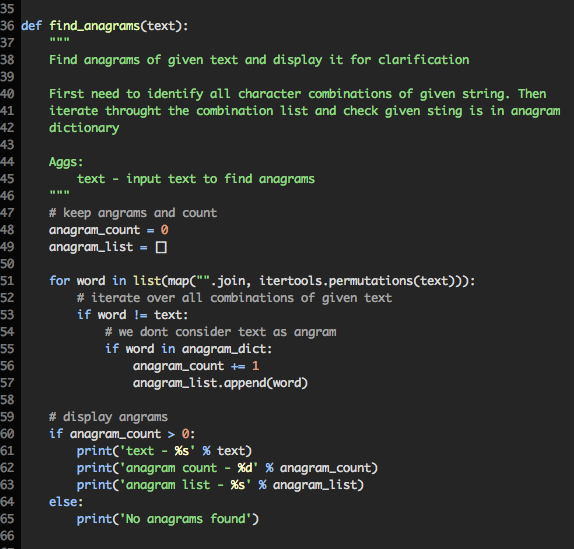 35
36 def find_anagrams(text):
37     """
38     Find anagrams of given text and display it for clarification
39
40     First need to identify all character combinations of given string. Then
41     iterate throught the combination list and check given sting is in anagram
42     dictionary
43
44     Aggs:
45         text - input text to find anagrams
46     """
47     # keep angrams and count
48     anagram_count = 0
49     anagram_list = []
50
51     for word in list(map("".join, itertools.permutations(text))):
52         # iterate over all combinations of given text
53         if word != text:
54             # we dont consider text as angram
55             if word in anagram_dict:
56                 anagram_count += 1
57                 anagram_list.append(word)
58
59     # display angrams
60     if anagram_count > 0:
61         print('text - %s' % text)
62         print('anagram count - %d' % anagram_count)
63         print('anagram list - %s' % anagram_list)
64     else:
65         print('No anagrams found')
66